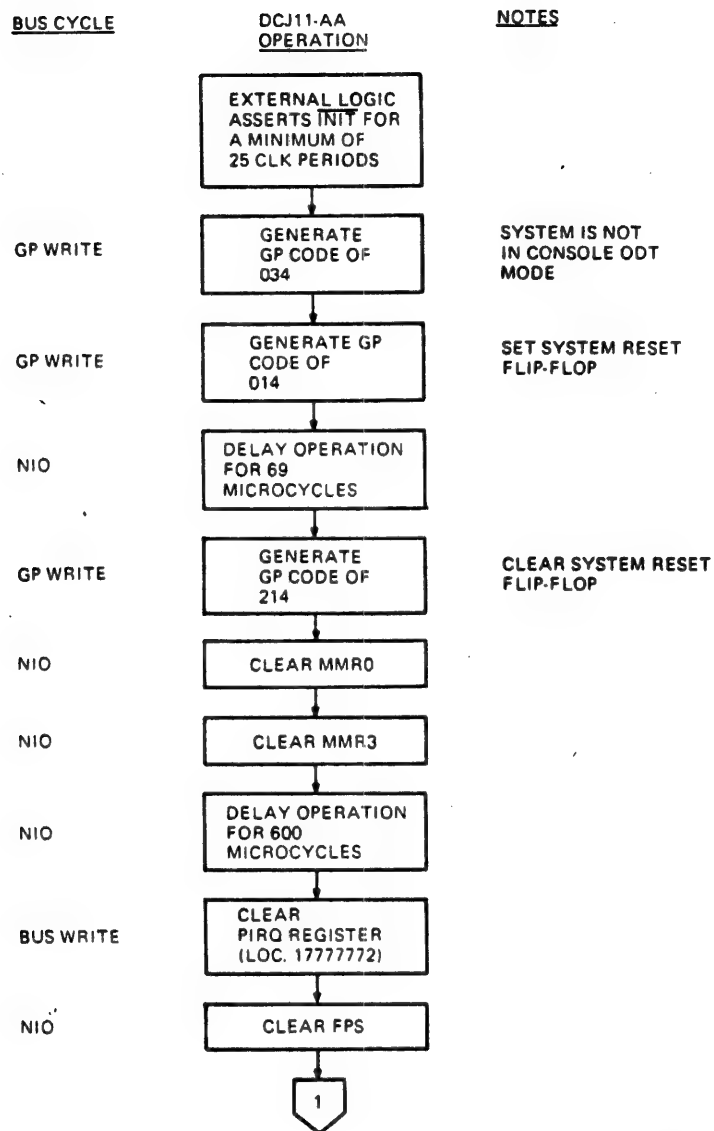 BUS CYCLE
DCJ11-AA
OPERATION
NOTES
EXTERNAL LOGIC
ASSERTS INIT FOR
A MINIMUM OF
25 CLK PERIODS
GP WRITE
GENERATE
GP CODE OF
034
SYSTEM IS NOT
IN CONSOLE ODT
MODE
GP WRITE
GENERATE GP
CODE OF
014
SET SYSTEM RESET
FLIP-FLOP
NIO
DELAY OPERATION
FOR 69
MICROCYCLES
GP WRITE
GENERATE
GP CODE OF
214
CLEAR SYSTEM RESET
FLIP-FLOP
NIO
CLEAR MMR0
NIO
CLEAR MMR3
NIO
DELAY OPERATION
FOR 600
MICROCYCLES
BUS WRITE
CLEAR
PIRQ REGISTER
(LOC. 17777772)
NIO
CLEAR FPS
1